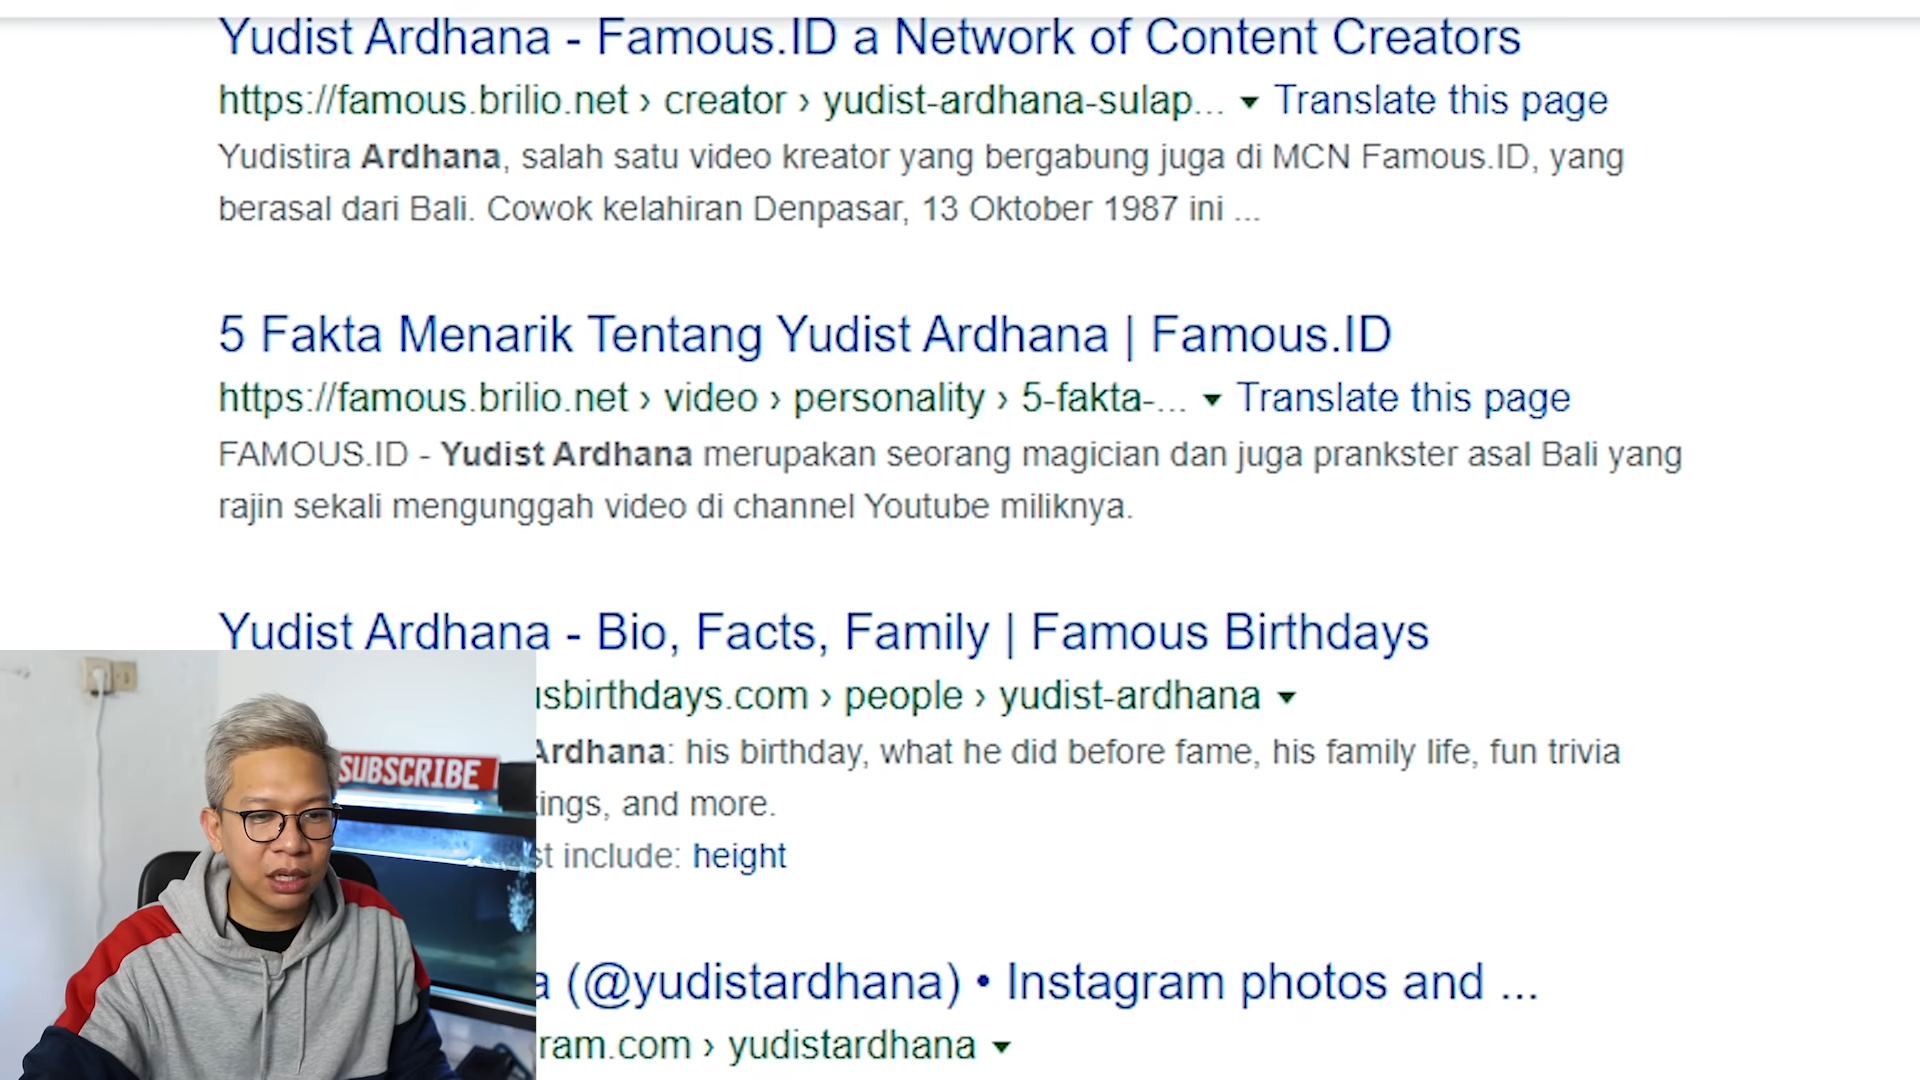 Yudist Ardhana - Famous.ID a Network of Content Creators
https://famous.brilio.net › creator › yudist-ardhana-sulap... ▼ Translate this page
Yudistira Ardhana, salah satu video kreator yang bergabung juga di MCN Famous.ID, yang
berasal dari Bali. Cowok kelahiran Denpasar, 13 Oktober 1987 ini ...
5 Fakta Menarik Tentang Yudist Ardhana | Famous.ID
https://famous.brilio.net › video › personality › 5-fakta-... ▼ Translate this page
FAMOUS.ID - Yudist Ardhana merupakan seorang magician dan juga prankster asal Bali yang
rajin sekali mengunggah video di channel Youtube miliknya.
Yudist Ardhana - Bio, Facts, Family | Famous Birthdays
usbirthdays.com › people › yudist-ardhana ▼
Ardhana: his birthday, what he did before fame, his family life, fun trivia
ings, and more.
st include: height
a (@yudistardhana) • Instagram photos and ...
ram.com › yudistardhana ▼
SUBSCRIBE